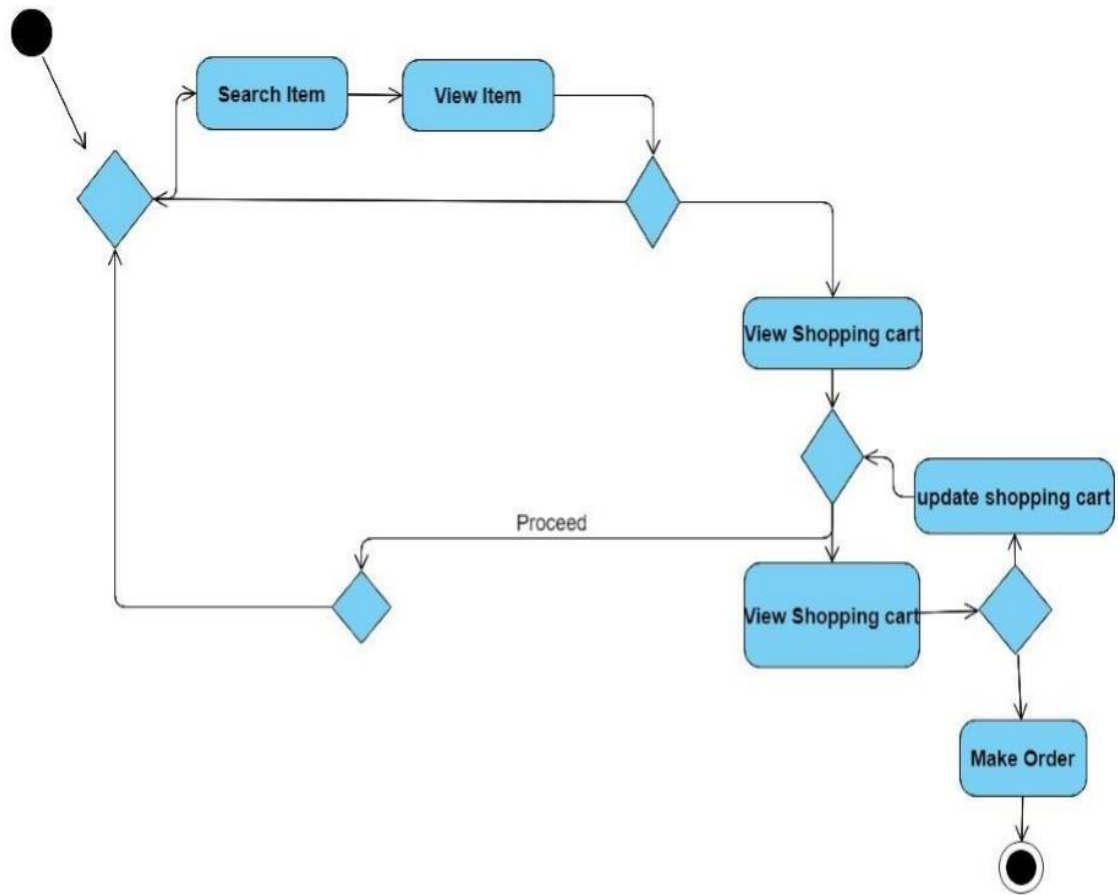 Search Item
View Item
View Shopping cart
update shopping cart
Proceed
View Shopping cart
Make Order